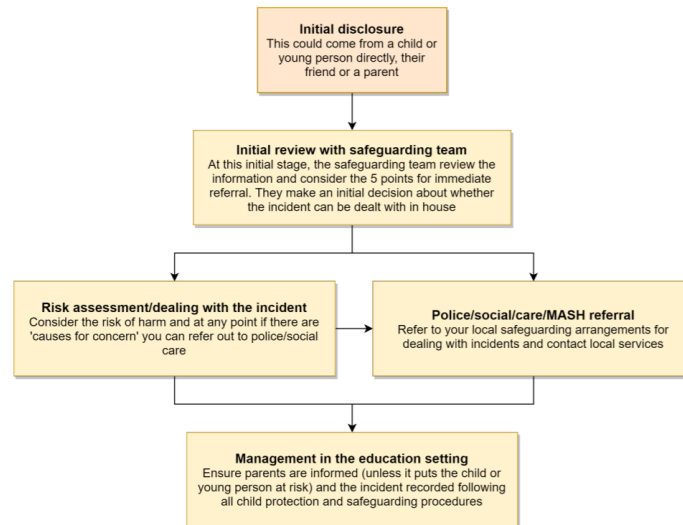 Initial disclosure
This could come from a child or
young person directly, their
friend or a parent
Initial review with safeguarding team
At this initial stage, the safeguarding team review the
information and consider the 5 points for immediate
referral. They make an initial decision about whether
the incident can be dealt with in house
Risk assessment/dealing with the incident
Consider the risk of harm and at any point if there are
'causes for concern' you can refer out to police/social
care
Police/social/care/MASH referral
Refer to your local safeguarding arrangements for
dealing with incidents and contact local services
Management in the education setting
Ensure parents are informed (unless it puts the child or
young person at risk) and the incident recorded following
all child protection and safeguarding procedures